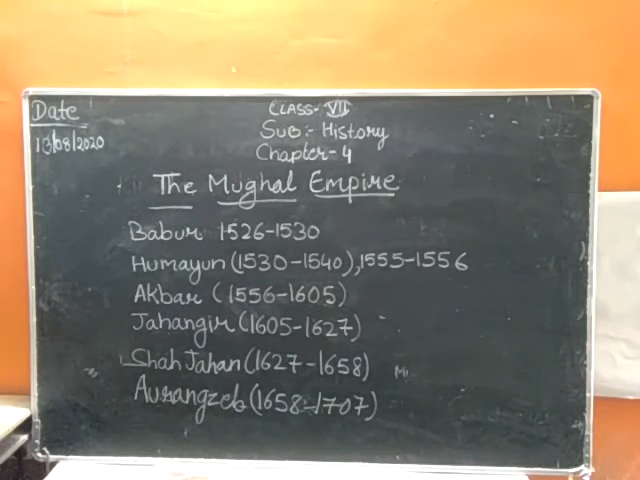 Date
13/08/2020
CLASS- VII
SUB:- History
Chapter-4
The Mughal Empire
Babur 1526-1530
Humayun (1530-1540), 1555-1556
Akbar (1556-1605)
Jahangir (1605-1627)
Shah Jahan (1627-1658)
Aurangzeb (1658-1707)